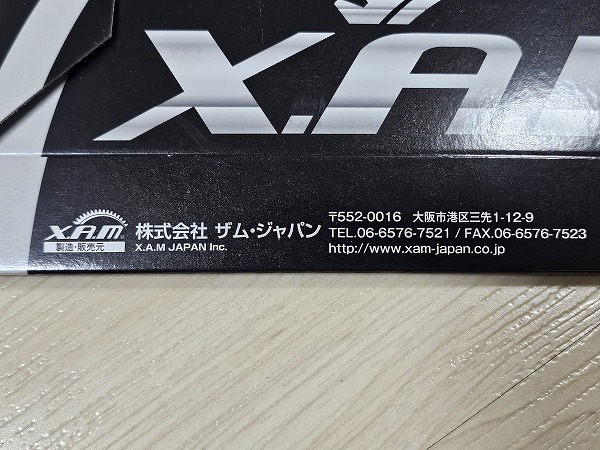 X.A
X.A.M
製造・販売元
株式会社 ザム・ジャパン
X.A.M JAPAN Inc.
〒552-0016 大阪市港区三先1-12-9
TEL.06-6576-7521 / FAX.06-6576-7523
http://www.xam-japan.co.jp